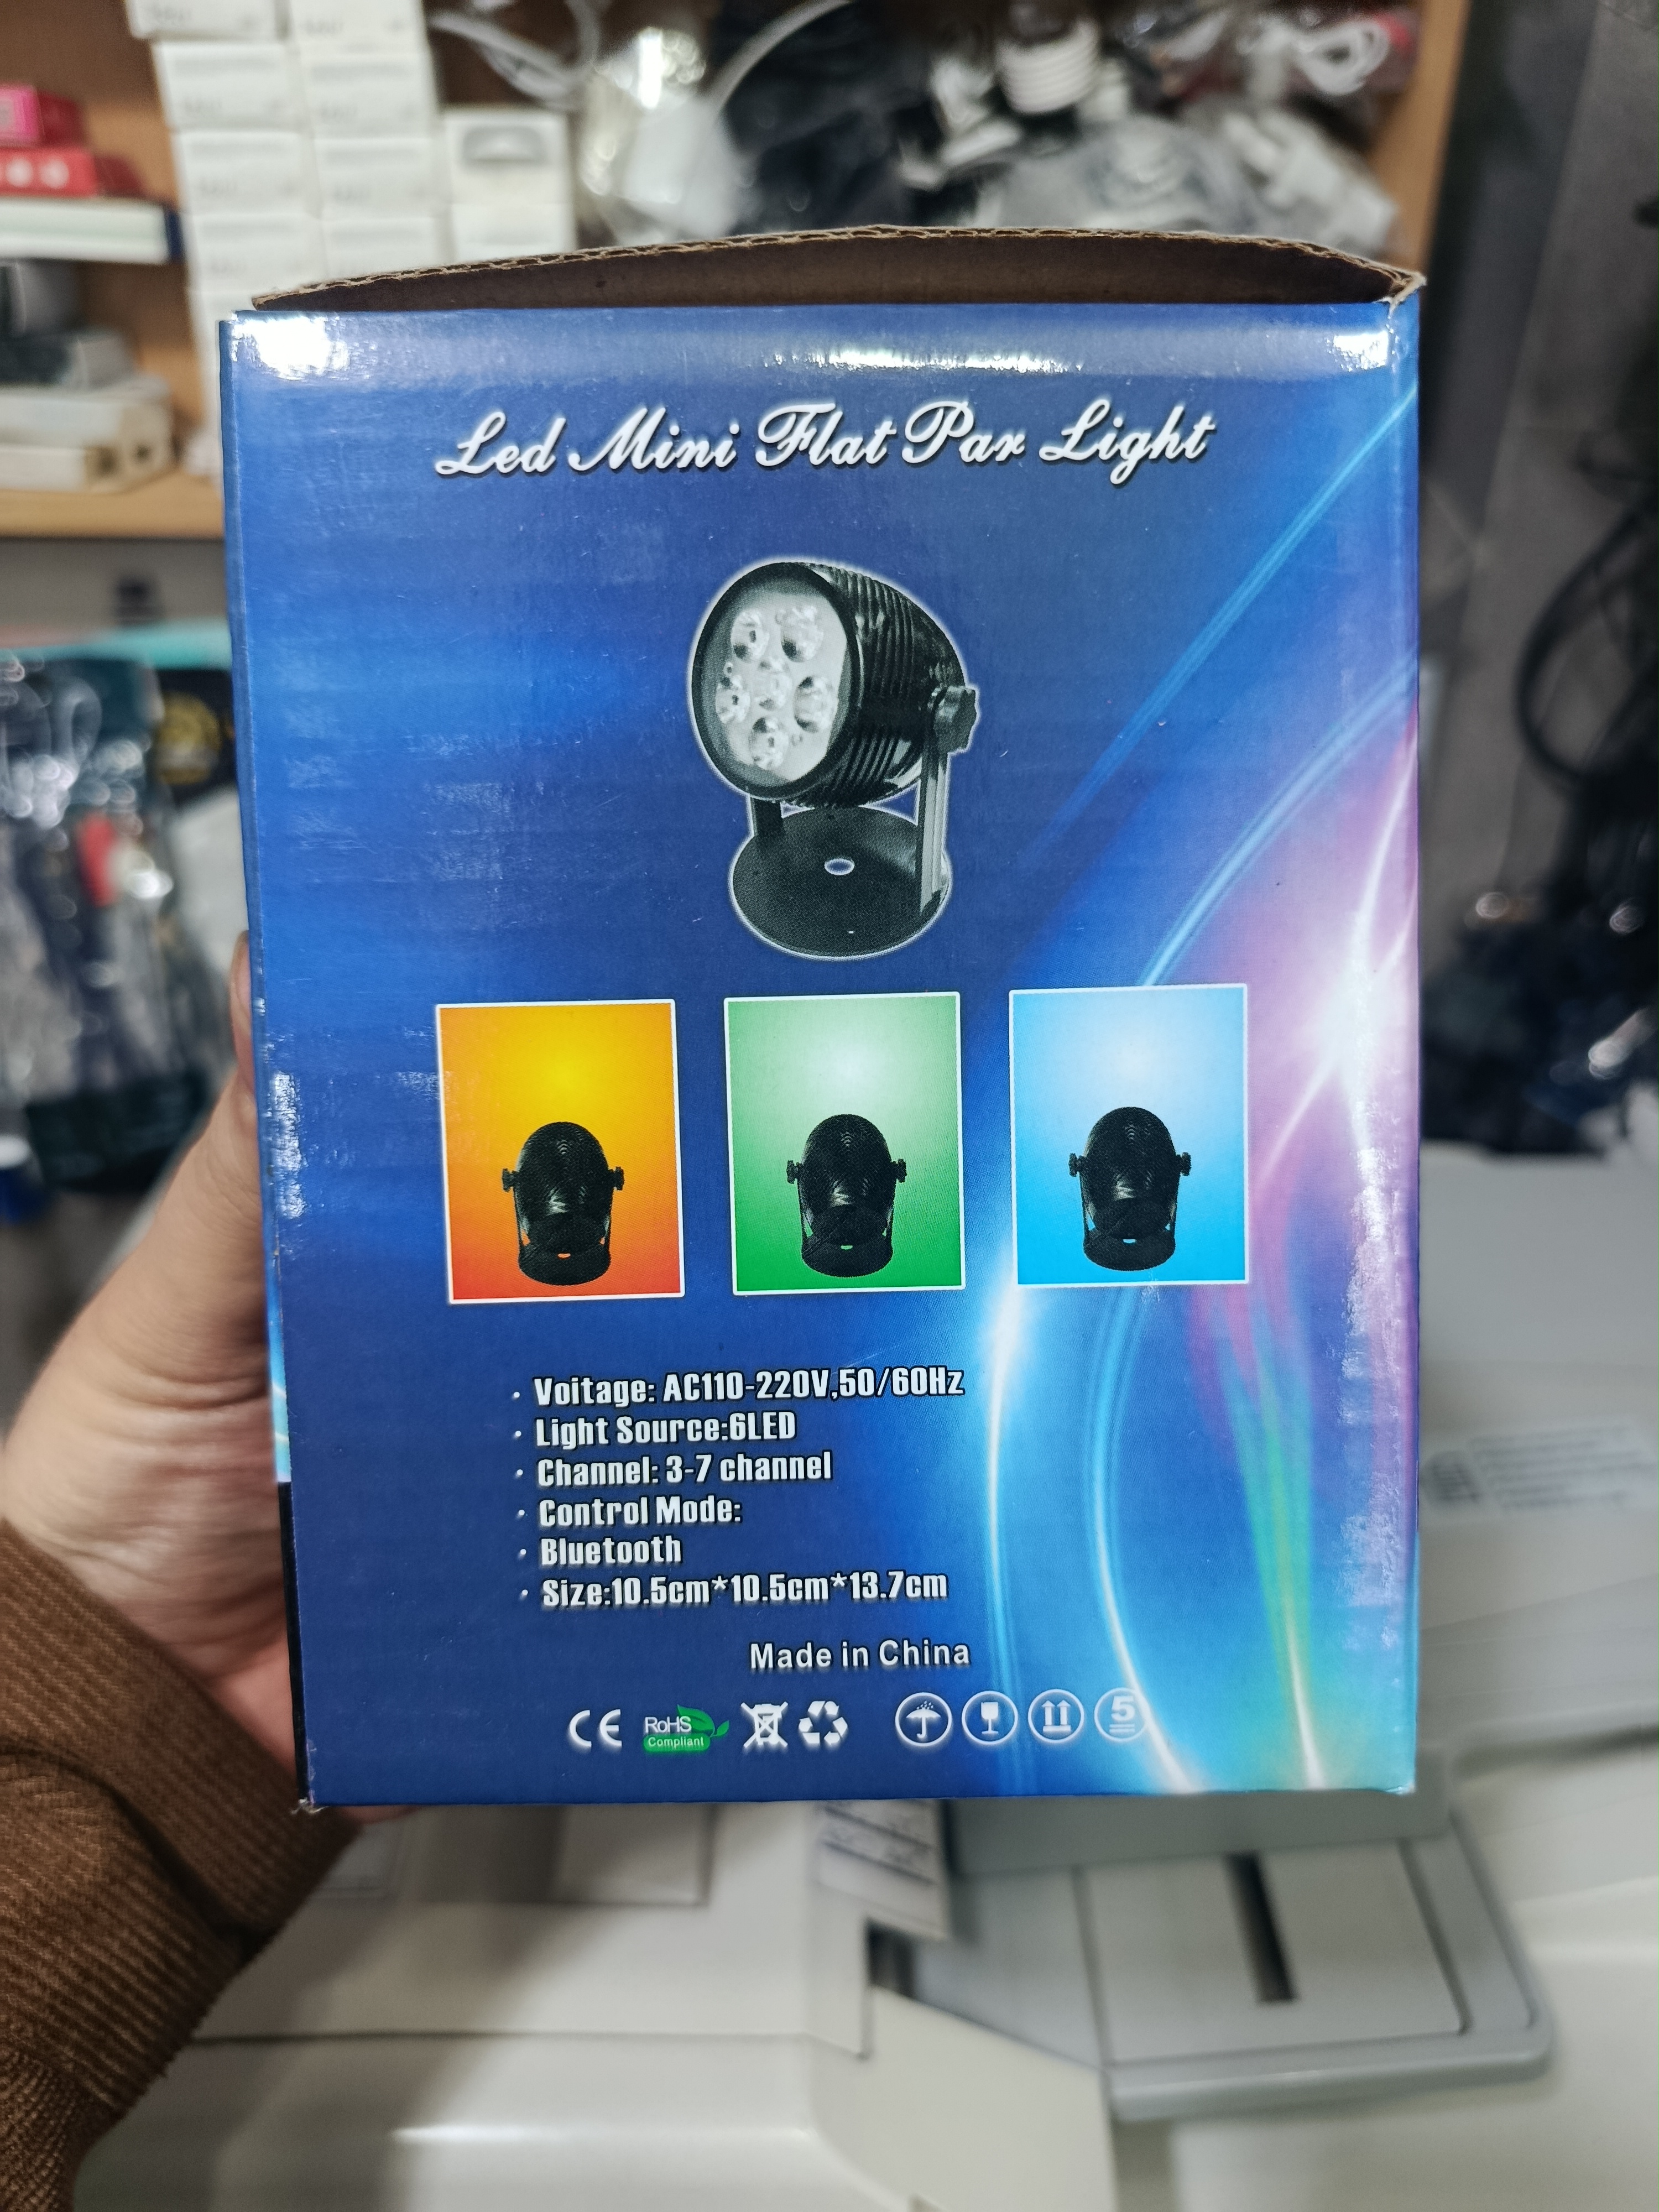 Led Mini Flat Par Light
· Voitage: AC110-220V,50/60Hz
· Light Source:6LED
· Channel: 3-7 channel
· Control Mode:
· Bluetooth
· Size:10.5cm*10.5cm*13.7cm
Made in China
CE RoHS Compliant 5